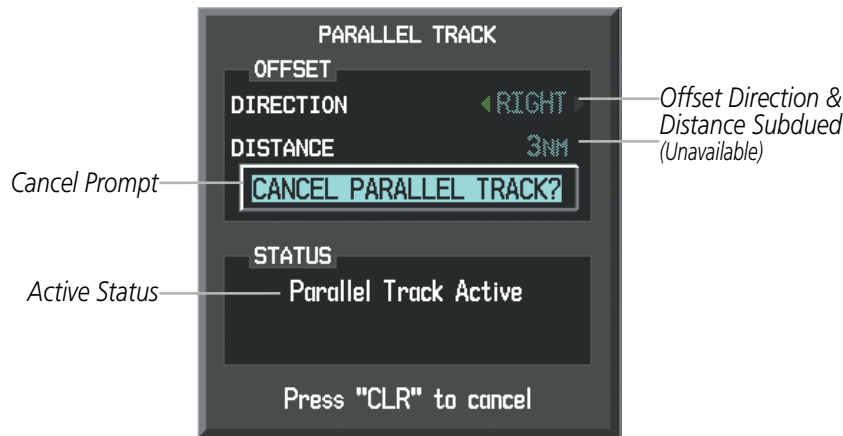 PARALLEL TRACK
OFFSET
DIRECTION RIGHT
DISTANCE 3NM
CANCEL PARALLEL TRACK?
STATUS
Parallel Track Active
Press "CLR" to cancel
Offset Direction &
Distance Subdued
(Unavailable)
Cancel Prompt
Active Status